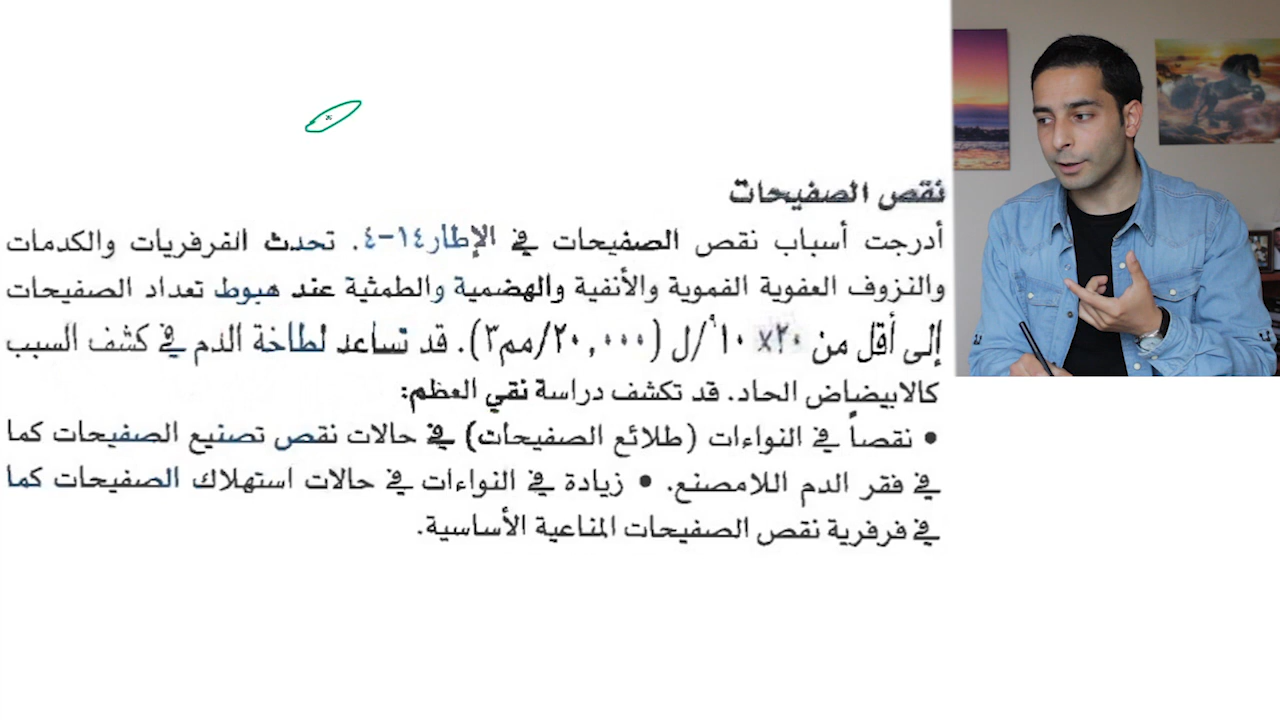 نقص الصفيحات
أدرجت أسباب نقص الصفيحات في الإطار١٤-٤. تحدث الفرفريات والكدمات
والنزوف العفوية الفموية والأنفية والهضمية والطمثية عند هبوط تعداد الصفيحات
إلى أقل من ٢٠x ١٠⁹/ل (٢٠,٠٠٠/مم٣). قد تساعد لطاخة الدم في كشف السبب
كالابيضاض الحاد. قد تكشف دراسة نقي العظم:
• نقصاً في النواءات (طلائع الصفيحات) في حالات نقص تصنيع الصفيحات كما
في فقر الدم اللامصنع. • زيادة في النواءات في حالات استهلاك الصفيحات كما
في فرفرية نقص الصفيحات المناعية الأساسية.